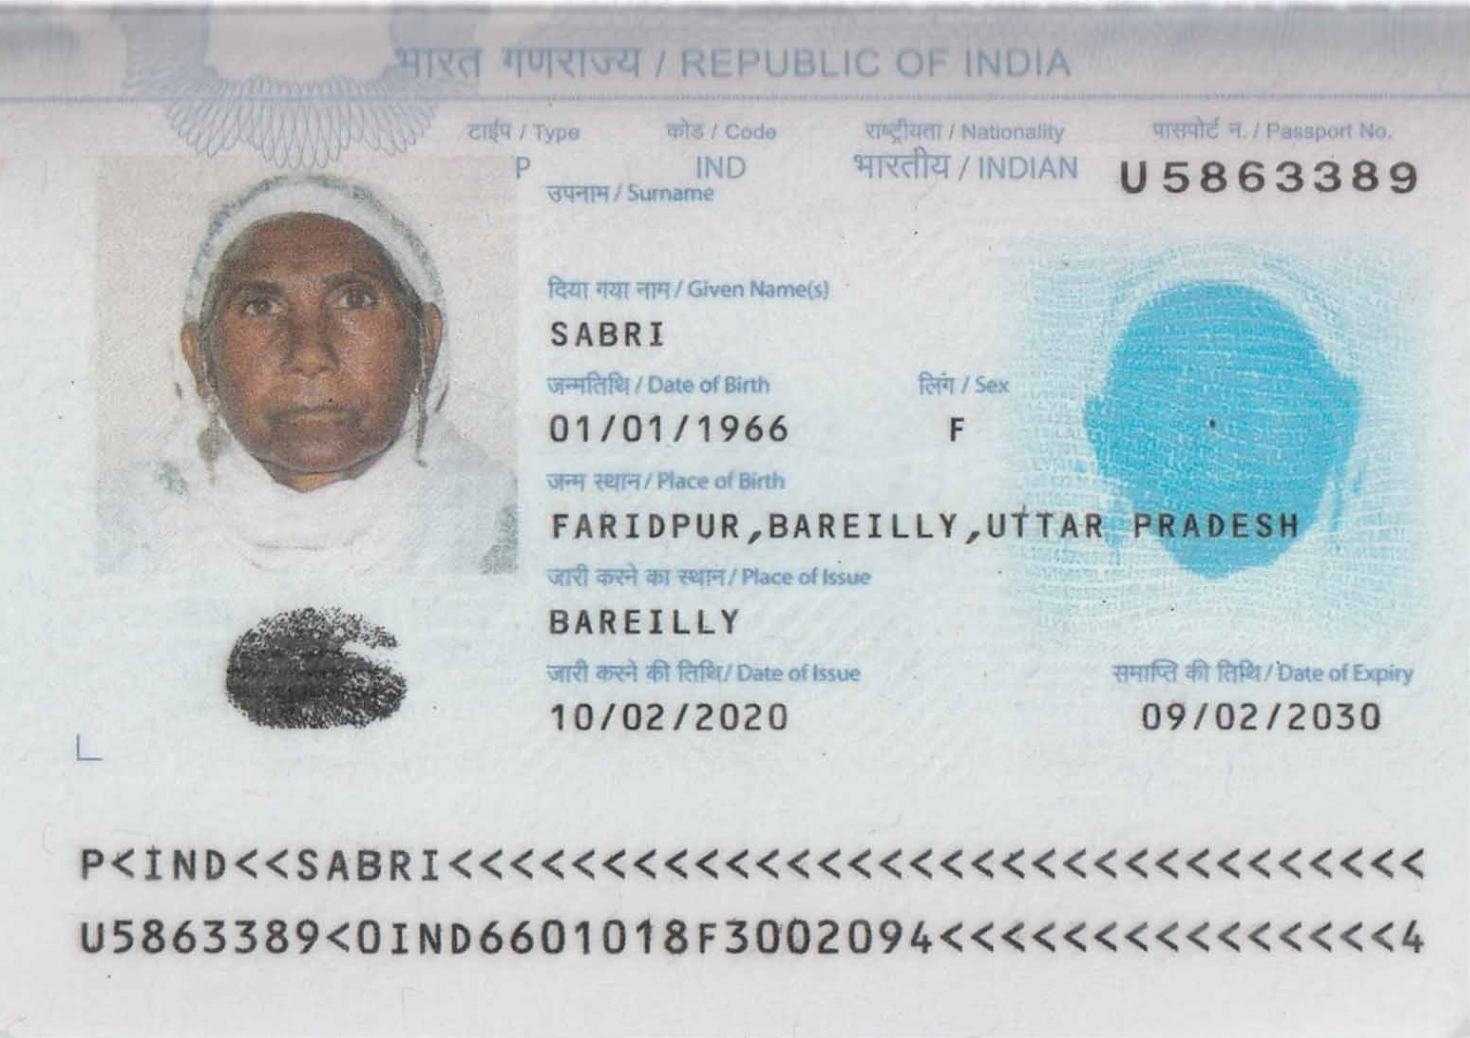 भारत गणराज्य / REPUBLIC OF INDIA
टाईप / Type कोड / Code राष्ट्रीयता / Nationality पासपोर्ट न. / Passport No.
P IND भारतीय / INDIAN U5863389
उपनाम / Surname
दिया गया नाम / Given Name(s)
SABRI
जन्मतिथि / Date of Birth लिंग / Sex
01/01/1966 F
जन्म स्थान / Place of Birth
FARIDPUR,BAREILLY,UTTAR PRADESH
जारी करने का स्थान / Place of Issue
BAREILLY
जारी करने की तिथि / Date of Issue समाप्ति की तिथि / Date of Expiry
10/02/2020 09/02/2030
P<IND<<SABRI<<<<<<<<<<<<<<<<<<<<<<<<<<<<<<<<
U5863389<0IND6601018F3002094<<<<<<<<<<<<<<<4